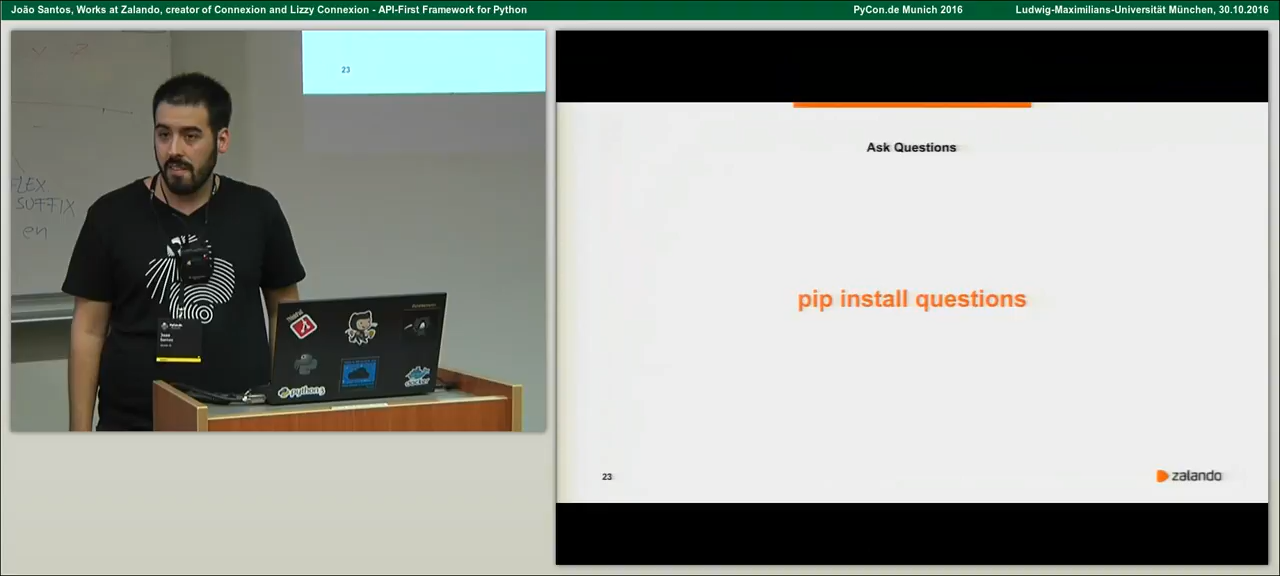 João Santos, Works at Zalando, creator of Connexion and Lizzy Connexion - API-First Framework for Python
PyCon.de Munich 2016
Ludwig-Maximilians-Universität München, 30.10.2016
23
FLEX.
SUFFIX
en
python3
docker
Ask Questions
pip install questions
23
zalando